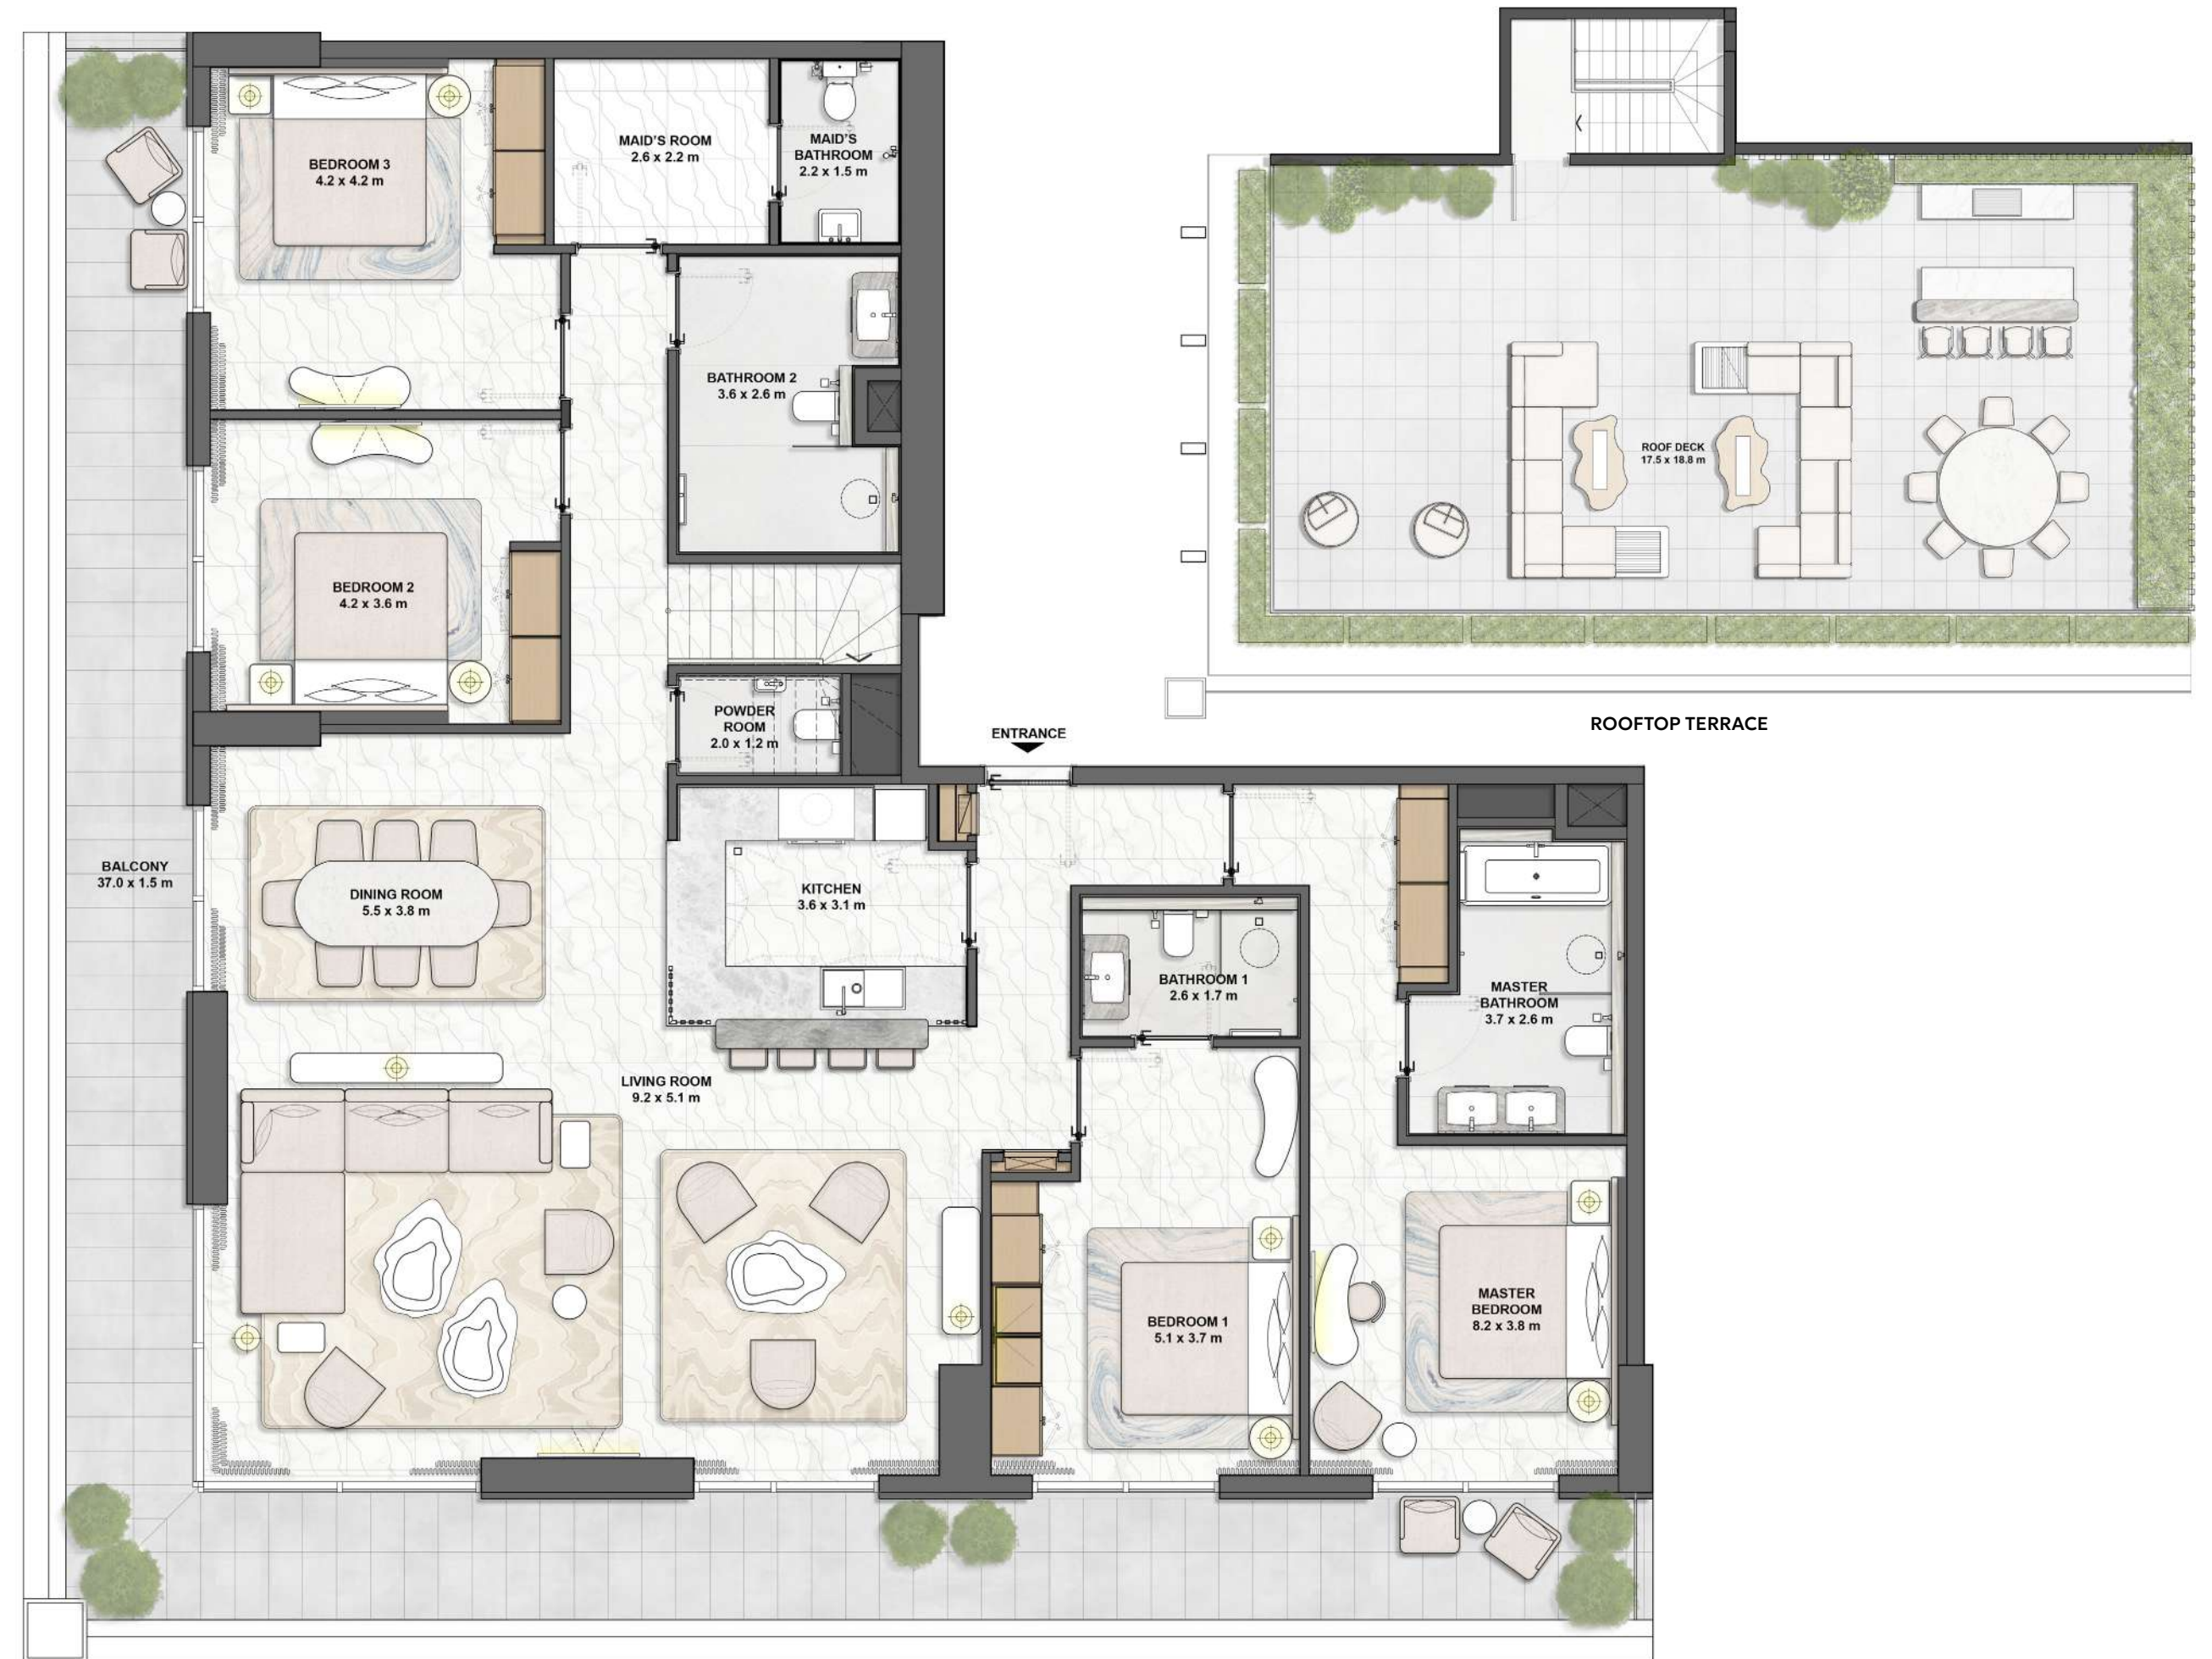 BEDROOM 3
4.2 x 4.2 m
MAID'S ROOM
2.6 x 2.2 m
MAID'S
BATHROOM
2.2 x 1.5 m
BATHROOM 2
3.6 x 2.6 m
BEDROOM 2
4.2 x 3.6 m
POWDER
ROOM
2.0 x 1.2 m
ENTRANCE
ROOF DECK
17.5 x 18.8 m
ROOFTOP TERRACE
BALCONY
37.0 x 1.5 m
DINING ROOM
5.5 x 3.8 m
KITCHEN
3.6 x 3.1 m
BATHROOM 1
2.6 x 1.7 m
MASTER
BATHROOM
3.7 x 2.6 m
LIVING ROOM
9.2 x 5.1 m
BEDROOM 1
5.1 x 3.7 m
MASTER
BEDROOM
8.2 x 3.8 m